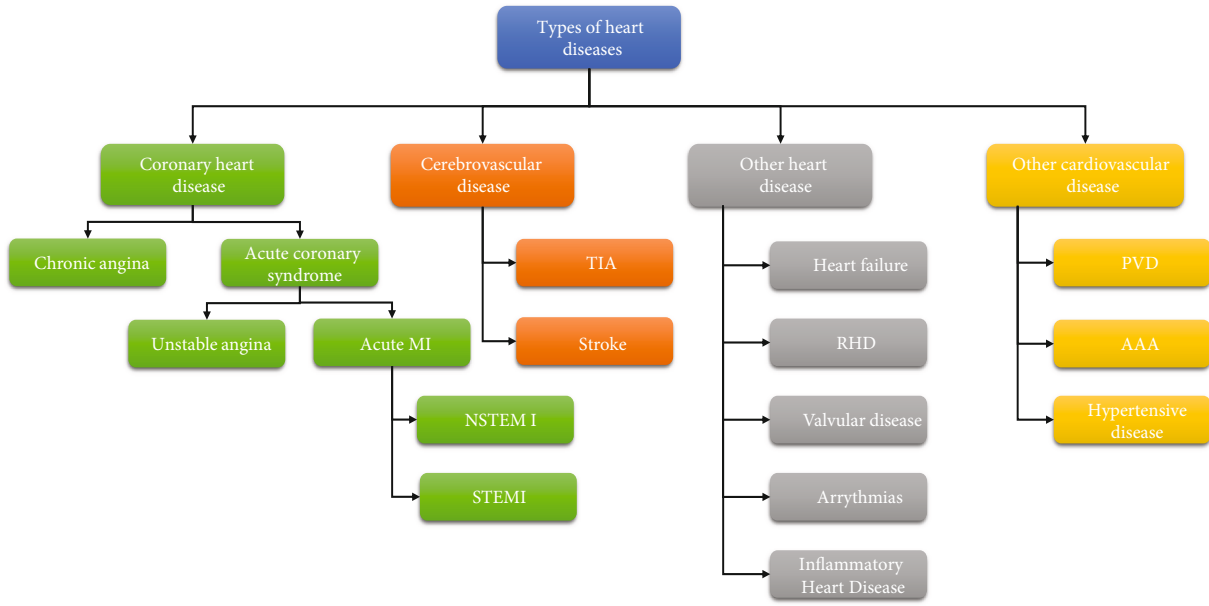 Types of heart
diseases
Coronary heart
disease
Cerebrovascular
disease
Other heart
disease
Other cardiovascular
disease
Chronic angina
Acute coronary
syndrome
TIA
Heart failure
PVD
Unstable angina
Acute MI
Stroke
RHD
AAA
NSTEM I
Valvular disease
Hypertensive
disease
STEMI
Arrythmias
Inflammatory
Heart Disease